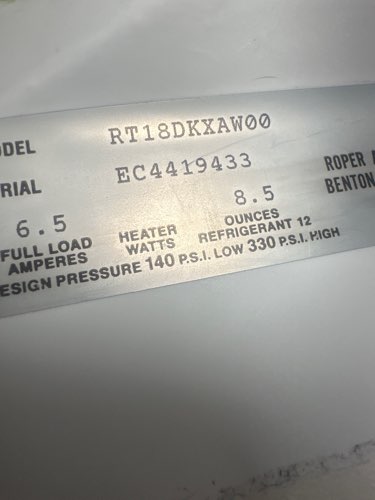 ODEL RT18DKXAW00
RIAL EC4419433 ROPER
6.5 8.5 BENTON
FULL LOAD AMPERES HEATER WATTS OUNCES REFRIGERANT 12
ESIGN PRESSURE 140 P.S.I. LOW 330 P.S.I. HIGH